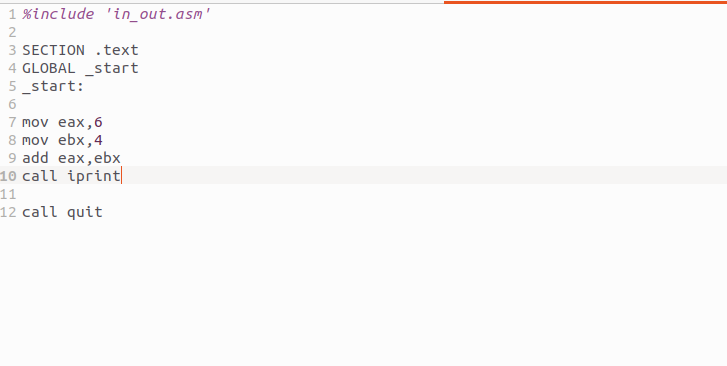 1 %include 'in_out.asm'
2
3 SECTION .text
4 GLOBAL _start
5 _start:
6
7 mov eax,6
8 mov ebx,4
9 add eax,ebx
10 call iprint
11
12 call quit